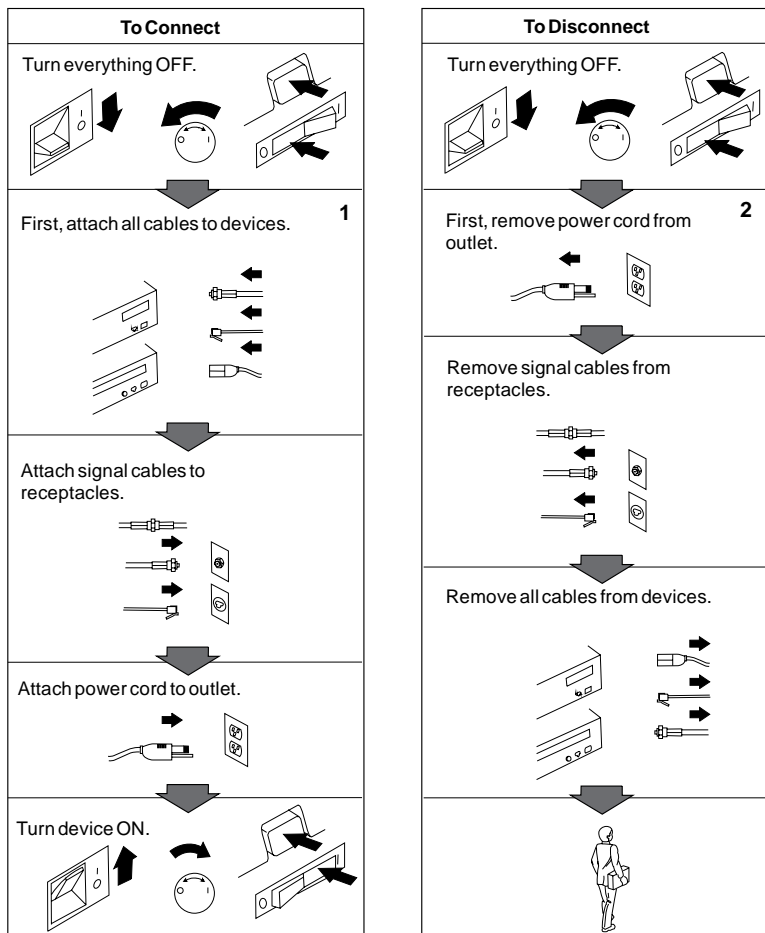 To Connect
Turn everything OFF.
First, attach all cables to devices.
1
Attach signal cables to
receptacles.
Attach power cord to outlet.
Turn device ON.
To Disconnect
Turn everything OFF.
First, remove power cord from
outlet.
2
Remove signal cables from
receptacles.
Remove all cables from devices.